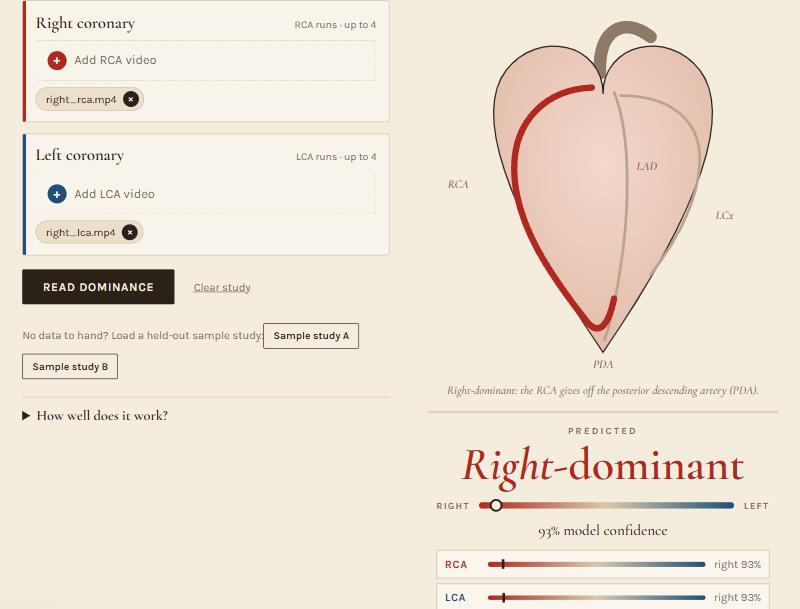 Right coronary
RCA runs · up to 4
+ Add RCA video
right_rca.mp4 ×
Left coronary
LCA runs · up to 4
+ Add LCA video
right_lca.mp4 ×
READ DOMINANCE
Clear study
No data to hand? Load a held-out sample study: Sample study A
Sample study B
▶ How well does it work?
RCA
LAD
LCx
PDA
Right-dominant: the RCA gives off the posterior descending artery (PDA).
PREDICTED
Right-dominant
RIGHT LEFT
93% model confidence
RCA right 93%
LCA right 93%